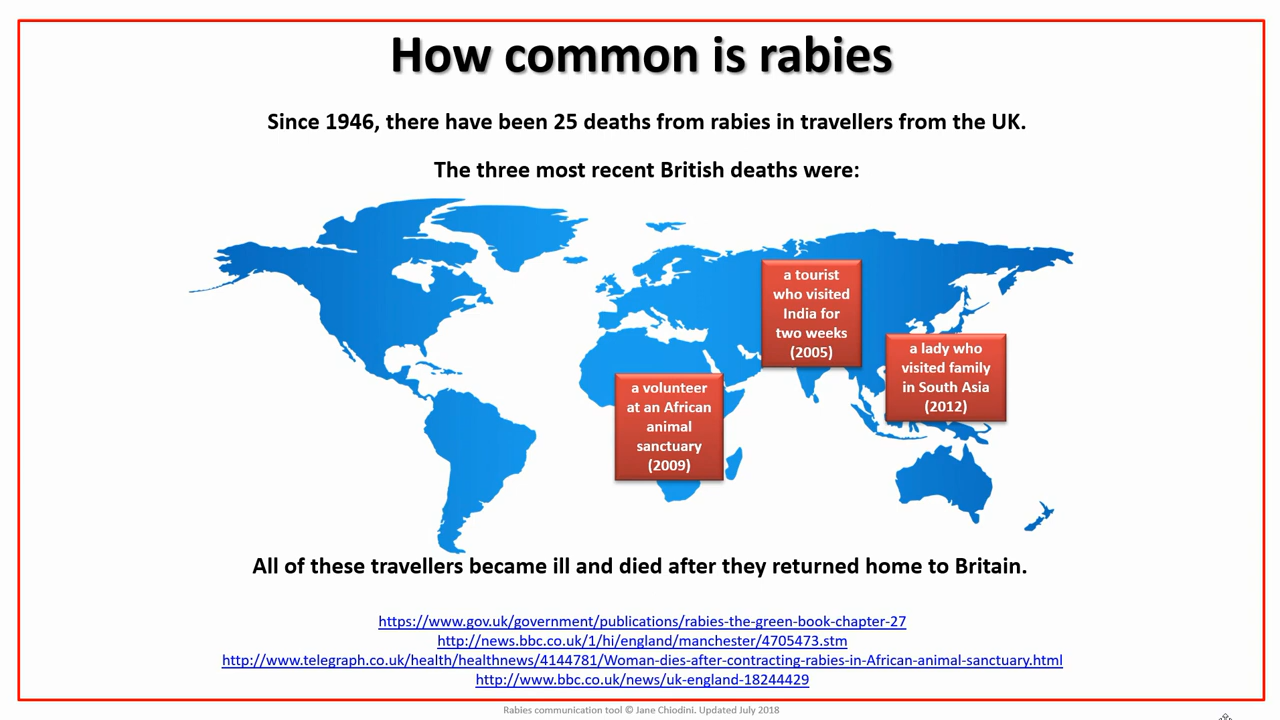 How common is rabies
Since 1946, there have been 25 deaths from rabies in travellers from the UK.
The three most recent British deaths were:
a tourist
who visited
India for
two weeks
(2005)
a lady who
visited family
in South Asia
(2012)
a volunteer
at an African
animal
sanctuary
(2009)
All of these travellers became ill and died after they returned home to Britain.
https://www.gov.uk/government/publications/rabies-the-green-book-chapter-27
http://news.bbc.co.uk/1/hi/england/manchester/4705473.stm
http://www.telegraph.co.uk/health/healthnews/4144781/Woman-dies-after-contracting-rabies-in-African-animal-sanctuary.html
http://www.bbc.co.uk/news/uk-england-18244429
Rabies communication tool © Jane Chiodini. Updated July 2018